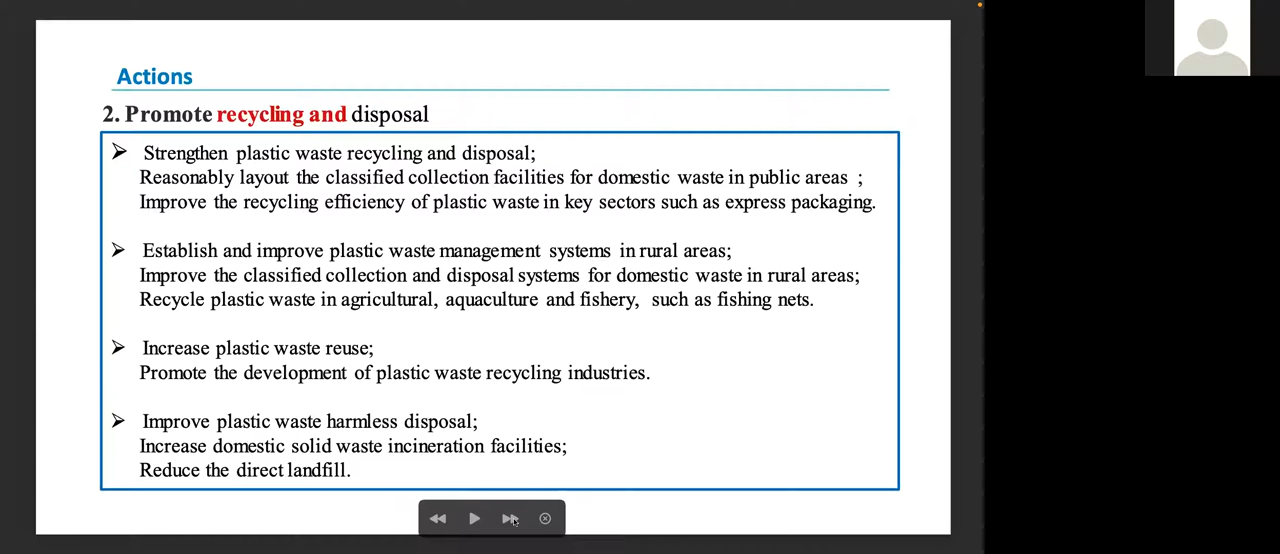 Actions
2. Promote recycling and disposal
➢ Strengthen plastic waste recycling and disposal;
Reasonably layout the classified collection facilities for domestic waste in public areas ;
Improve the recycling efficiency of plastic waste in key sectors such as express packaging.
➢ Establish and improve plastic waste management systems in rural areas;
Improve the classified collection and disposal systems for domestic waste in rural areas;
Recycle plastic waste in agricultural, aquaculture and fishery, such as fishing nets.
➢ Increase plastic waste reuse;
Promote the development of plastic waste recycling industries.
➢ Improve plastic waste harmless disposal;
Increase domestic solid waste incineration facilities;
Reduce the direct landfill.